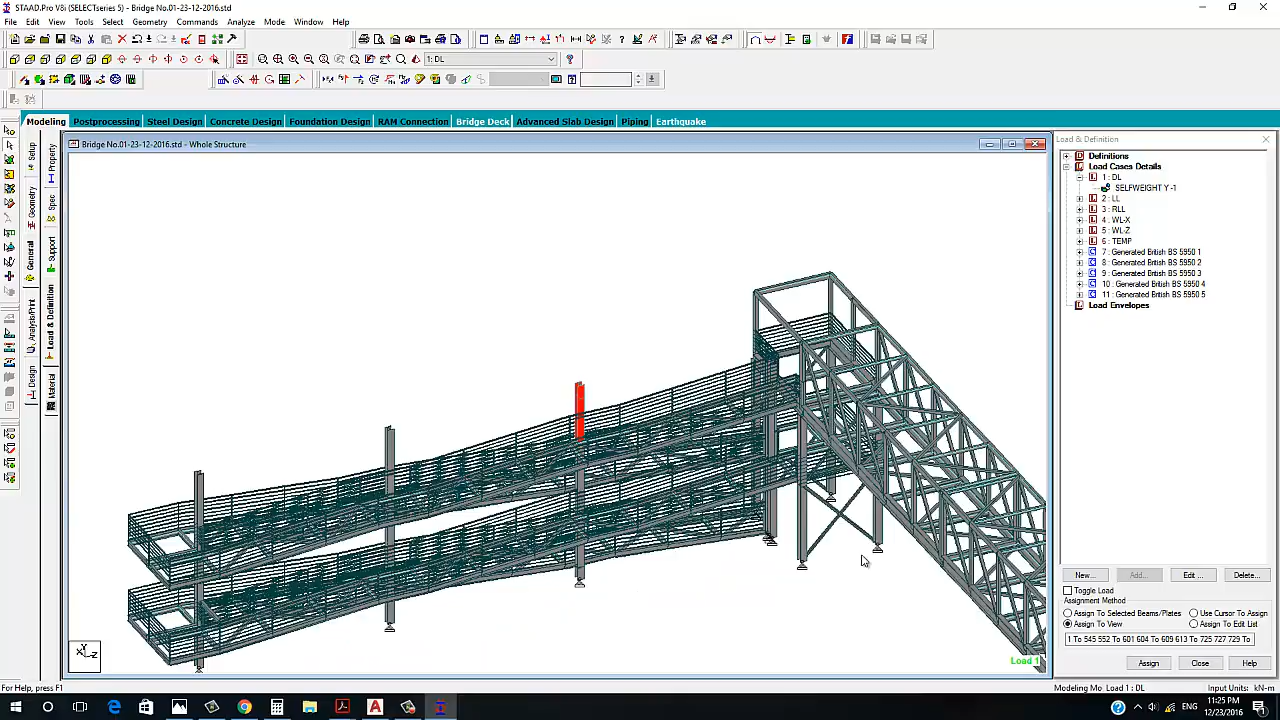 STAAD.Pro V8i (SELECTseries 5) - Bridge No.01-23-12-2016.std
File Edit View Tools Select Geometry Commands Analyze Mode Window Help
1: DL
Modeling Postprocessing Steel Design Concrete Design Foundation Design RAM Connection Bridge Deck Advanced Slab Design Piping Earthquake
Bridge No.01-23-12-2016.std - Whole Structure
Setup
Geometry
General
Analysis/Print
Design
Property
Spec
Support
Load & Definition
Material
Load 1
Load & Definition
Definitions
Load Cases Details
1 : DL
SELFWEIGHT Y -1
2 : LL
3 : RLL
4 : WL-X
5 : WL-Z
6 : TEMP
7 : Generated British BS 5950 1
8 : Generated British BS 5950 2
9 : Generated British BS 5950 3
10 : Generated British BS 5950 4
11 : Generated British BS 5950 5
Load Envelopes
New... Add... Edit ... Delete...
Toggle Load
Assignment Method
Assign To Selected Beams/Plates Use Cursor To Assign
Assign To View Assign To Edit List
1 To 545 552 To 601 604 To 609 613 To 725 727 729 To
Assign Close Help
For Help, press F1
Modeling Mo Load 1 : DL Input Units: kN-m
ENG
11:25 PM
12/23/2016